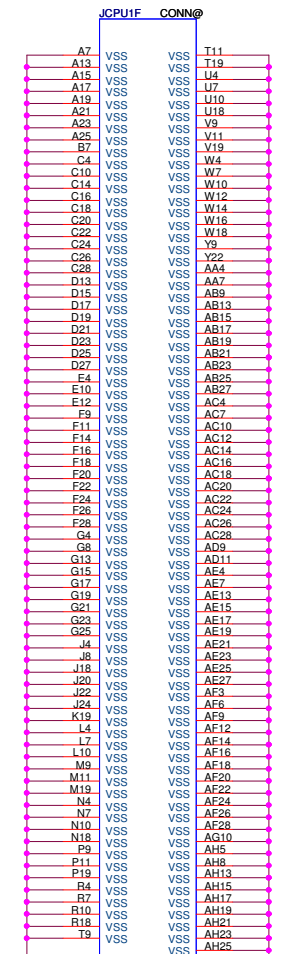 JCPU1F CONN@
A7 VSS VSS T11
A13 VSS VSS T19
A15 VSS VSS U4
A17 VSS VSS U7
A19 VSS VSS U10
A21 VSS VSS U18
A23 VSS VSS V9
A25 VSS VSS V11
B7 VSS VSS V19
C4 VSS VSS W4
C10 VSS VSS W7
C14 VSS VSS W10
C16 VSS VSS W12
C18 VSS VSS W14
C20 VSS VSS W16
C22 VSS VSS W18
C24 VSS VSS Y9
C26 VSS VSS Y22
C28 VSS VSS AA4
D13 VSS VSS AA7
D15 VSS VSS AB9
D17 VSS VSS AB13
D19 VSS VSS AB15
D21 VSS VSS AB17
D23 VSS VSS AB19
D25 VSS VSS AB21
D27 VSS VSS AB23
E4 VSS VSS AB25
E10 VSS VSS AB27
E12 VSS VSS AC4
F9 VSS VSS AC7
F11 VSS VSS AC10
F14 VSS VSS AC12
F16 VSS VSS AC14
F18 VSS VSS AC16
F20 VSS VSS AC18
F22 VSS VSS AC20
F24 VSS VSS AC22
F26 VSS VSS AC24
F28 VSS VSS AC26
G4 VSS VSS AC28
G8 VSS VSS AD9
G13 VSS VSS AD11
G15 VSS VSS AE4
G17 VSS VSS AE7
G19 VSS VSS AE13
G21 VSS VSS AE15
G23 VSS VSS AE17
G25 VSS VSS AE19
J4 VSS VSS AE21
J8 VSS VSS AE23
J18 VSS VSS AE25
J20 VSS VSS AE27
J22 VSS VSS AF3
J24 VSS VSS AF6
K19 VSS VSS AF9
L4 VSS VSS AF12
L7 VSS VSS AF14
L10 VSS VSS AF16
M9 VSS VSS AF18
M11 VSS VSS AF20
M19 VSS VSS AF22
N4 VSS VSS AF24
N7 VSS VSS AF26
N10 VSS VSS AF28
N18 VSS VSS AG10
P9 VSS VSS AH5
P11 VSS VSS AH8
P19 VSS VSS AH13
R4 VSS VSS AH15
R7 VSS VSS AH17
R10 VSS VSS AH19
R18 VSS VSS AH21
T9 VSS VSS AH23
VSS AH25